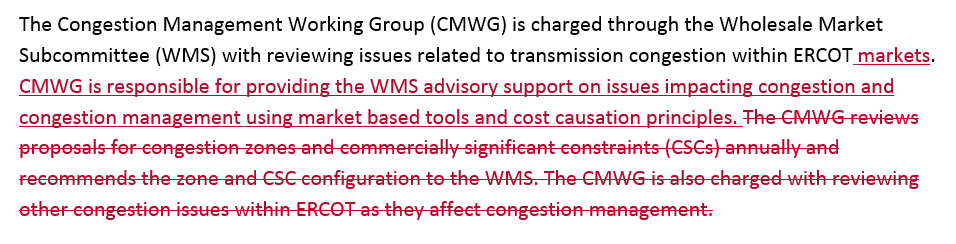 The Congestion Management Working Group (CMWG) is charged through the Wholesale Market
Subcommittee (WMS) with reviewing issues related to transmission congestion within ERCOT markets.
CMWG is responsible for providing the WMS advisory support on issues impacting congestion and
congestion management using market based tools and cost causation principles. The CMWG reviews
proposals for congestion zones and commercially significant constraints (CSCs) annually and
recommends the zone and CSC configuration to the WMS. The CMWG is also charged with reviewing
other congestion issues within ERCOT as they affect congestion management.